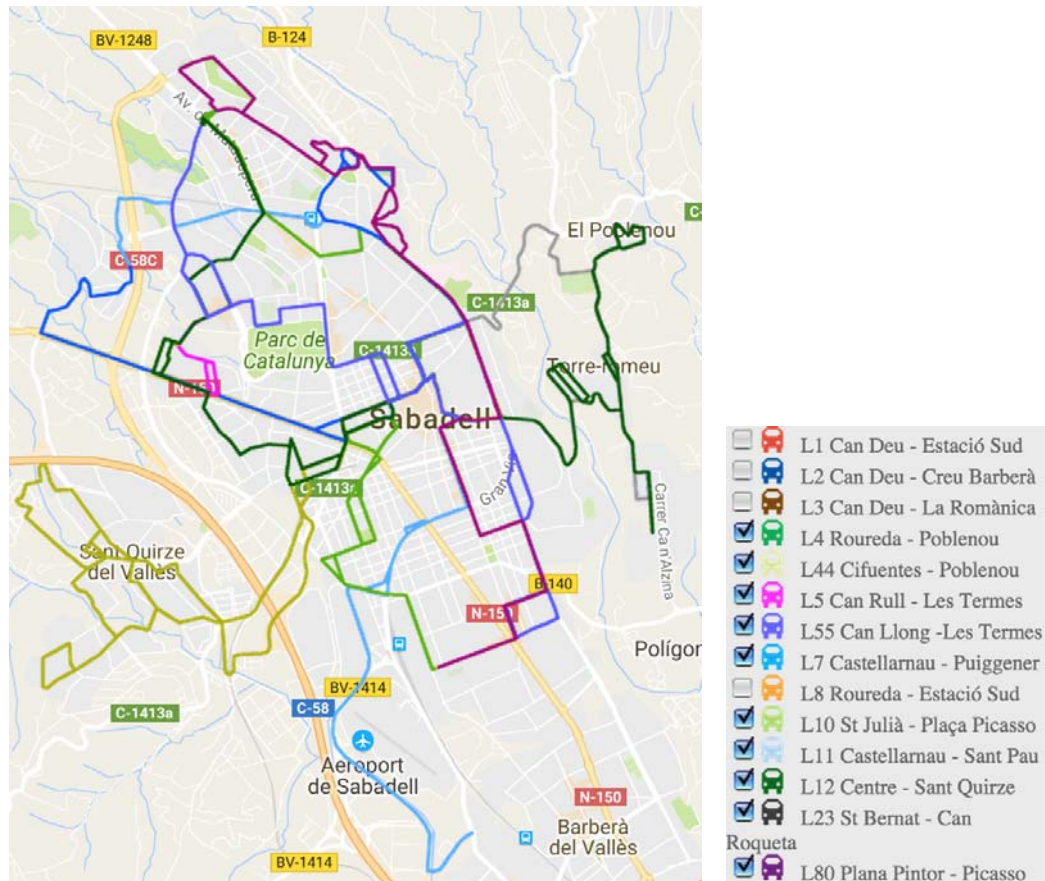 BV-1248
B-124
Av. de Matadepera
El Poblenou
C-
C-58C
C-1413a
Parc de
Catalunya
C-1413a
Torre-romeu
N-150
Sabadell
Gran Via
C-1413a
Carrer Ca n'Alzina
Sant Quirze
del Vallès
B-140
N-150
Polígon
BV-1414
C-58
C-1413a
Aeroport
de Sabadell
N-150
Barberà
del Vallès
BV-1414
L1 Can Deu - Estació Sud
L2 Can Deu - Creu Barberà
L3 Can Deu - La Romànica
L4 Roureda - Poblenou
L44 Cifuentes - Poblenou
L5 Can Rull - Les Termes
L55 Can Llong -Les Termes
L7 Castellarnau - Puiggener
L8 Roureda - Estació Sud
L10 St Julià - Plaça Picasso
L11 Castellarnau - Sant Pau
L12 Centre - Sant Quirze
L23 St Bernat - Can
Roqueta
L80 Plana Pintor - Picasso